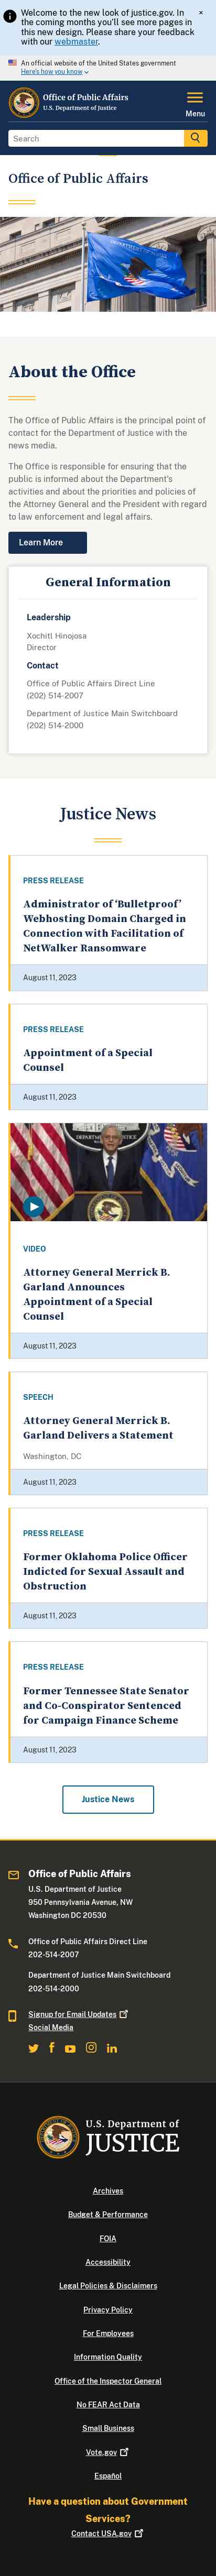 Welcome to the new look of justice.gov. In
the coming months you'll see more pages in
this new design. Please share your feedback
with our webmaster.
×
An official website of the United States government
Here's how you know
Office of Public Affairs
U.S. Department of Justice
Menu
Search
Office of Public Affairs
About the Office
The Office of Public Affairs is the principal point of
contact for the Department of Justice with the
news media.
The Office is responsible for ensuring that the
public is informed about the Department's
activities and about the priorities and policies of
the Attorney General and the President with regard
to law enforcement and legal affairs.
Learn More
General Information
Leadership
Xochitl Hinojosa
Director
Contact
Office of Public Affairs Direct Line
(202) 514-2007
Department of Justice Main Switchboard
(202) 514-2000
Justice News
PRESS RELEASE
Administrator of 'Bulletproof'
Webhosting Domain Charged in
Connection with Facilitation of
NetWalker Ransomware
August 11, 2023
PRESS RELEASE
Appointment of a Special
Counsel
August 11, 2023
VIDEO
Attorney General Merrick B.
Garland Announces
Appointment of a Special
Counsel
August 11, 2023
SPEECH
Attorney General Merrick B.
Garland Delivers a Statement
Washington, DC
August 11, 2023
PRESS RELEASE
Former Oklahoma Police Officer
Indicted for Sexual Assault and
Obstruction
August 11, 2023
PRESS RELEASE
Former Tennessee State Senator
and Co-Conspirator Sentenced
for Campaign Finance Scheme
August 11, 2023
Justice News
Office of Public Affairs
U.S. Department of Justice
950 Pennsylvania Avenue, NW
Washington DC 20530
Office of Public Affairs Direct Line
202-514-2007
Department of Justice Main Switchboard
202-514-2000
Signup for Email Updates
Social Media
U.S. Department of
JUSTICE
Archives
Budget & Performance
FOIA
Accessibility
Legal Policies & Disclaimers
Privacy Policy
For Employees
Information Quality
Office of the Inspector General
No FEAR Act Data
Small Business
Vote.gov
Español
Have a question about Government
Services?
Contact USA.gov